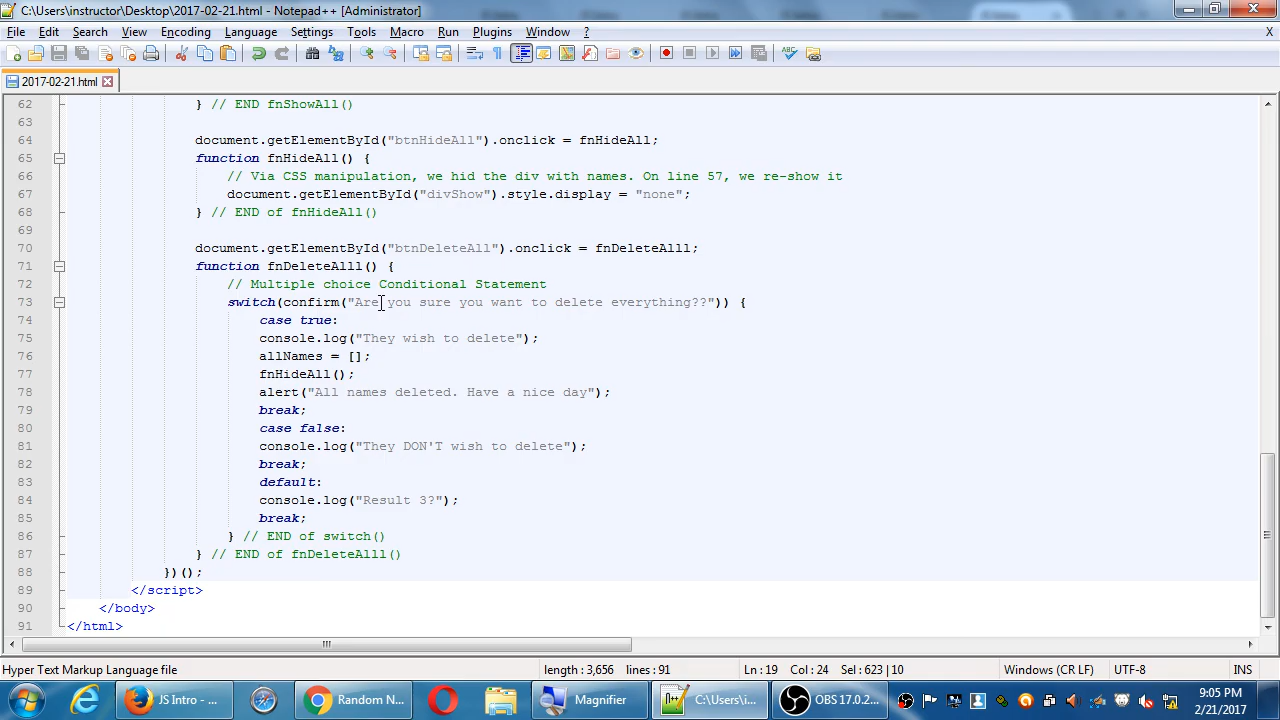 C:\Users\instructor\Desktop\2017-02-21.html - Notepad++ [Administrator]
File Edit Search View Encoding Language Settings Tools Macro Run Plugins Window ? X
2017-02-21.html
62 } // END fnShowAll()
63
64 document.getElementById("btnHideAll").onclick = fnHideAll;
65 function fnHideAll() {
66 // Via CSS manipulation, we hid the div with names. On line 57, we re-show it
67 document.getElementById("divShow").style.display = "none";
68 } // END of fnHideAll()
69
70 document.getElementById("btnDeleteAll").onclick = fnDeleteAlll;
71 function fnDeleteAlll() {
72 // Multiple choice Conditional Statement
73 switch(confirm("Are you sure you want to delete everything??")) {
74 case true:
75 console.log("They wish to delete");
76 allNames = [];
77 fnHideAll();
78 alert("All names deleted. Have a nice day");
79 break;
80 case false:
81 console.log("They DON'T wish to delete");
82 break;
83 default:
84 console.log("Result 3?");
85 break;
86 } // END of switch()
87 } // END of fnDeleteAlll()
88 })();
89 </script>
90 </body>
91 </html>
Hyper Text Markup Language file length : 3,656 lines : 91 Ln : 19 Col : 24 Sel : 623 | 10 Windows (CR LF) UTF-8 INS
JS Intro - ... Random N... Magnifier C:\Users\i... OBS 17.0.2... 9:05 PM
2/21/2017